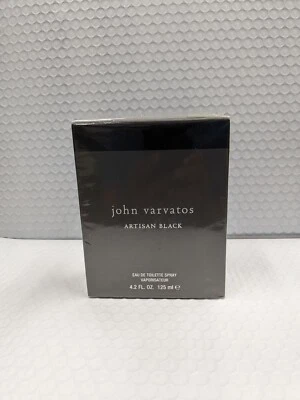 john varvatos
ARTISAN BLACK
EAU DE TOILETTE SPRAY
VAPORISATEUR
4.2 FL. OZ. 125 ml ℮